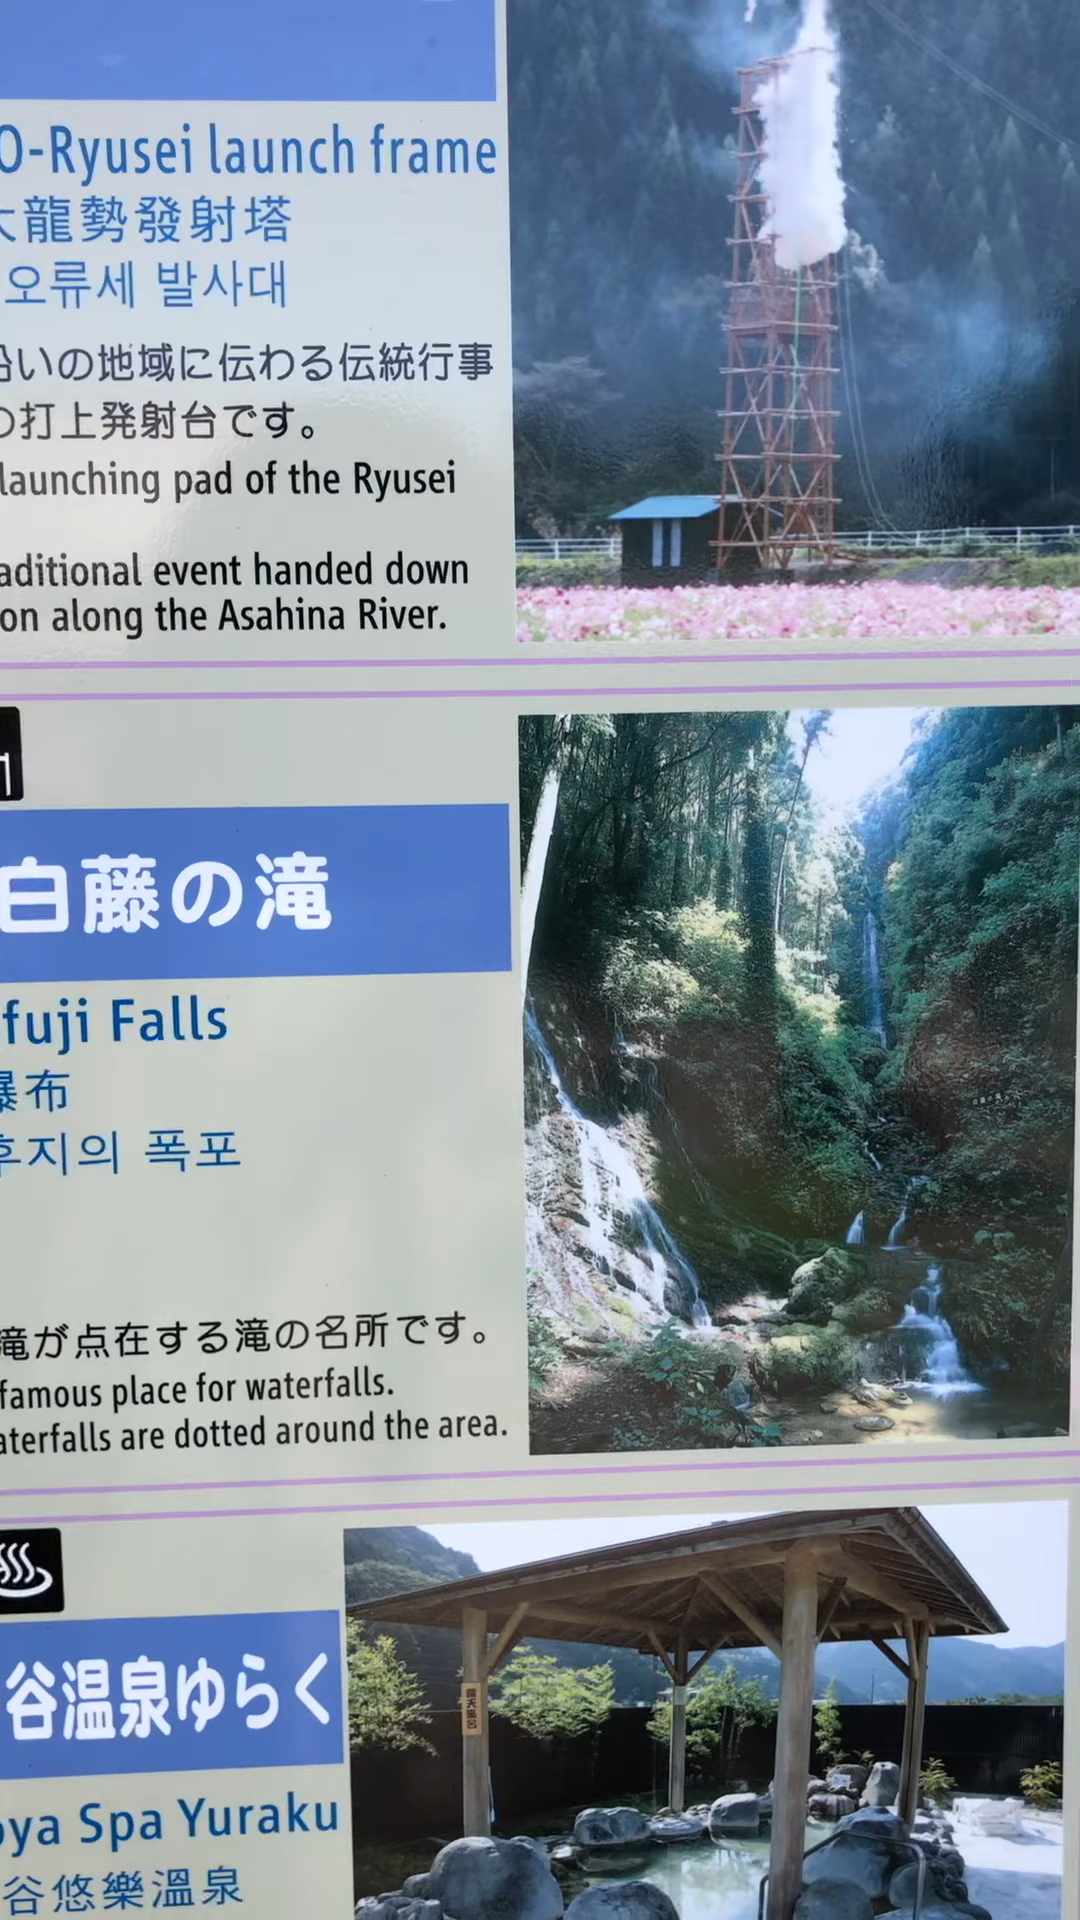 O-Ryusei launch frame
大龍勢發射塔
오류세 발사대
沿いの地域に伝わる伝統行事
の打上発射台です。
launching pad of the Ryusei
aditional event handed down
on along the Asahina River.
白藤の滝
fuji Falls
瀑布
후지의 폭포
滝が点在する滝の名所です。
famous place for waterfalls.
aterfalls are dotted around the area.
谷温泉ゆらく
oya Spa Yuraku
谷悠樂溫泉
露天風呂